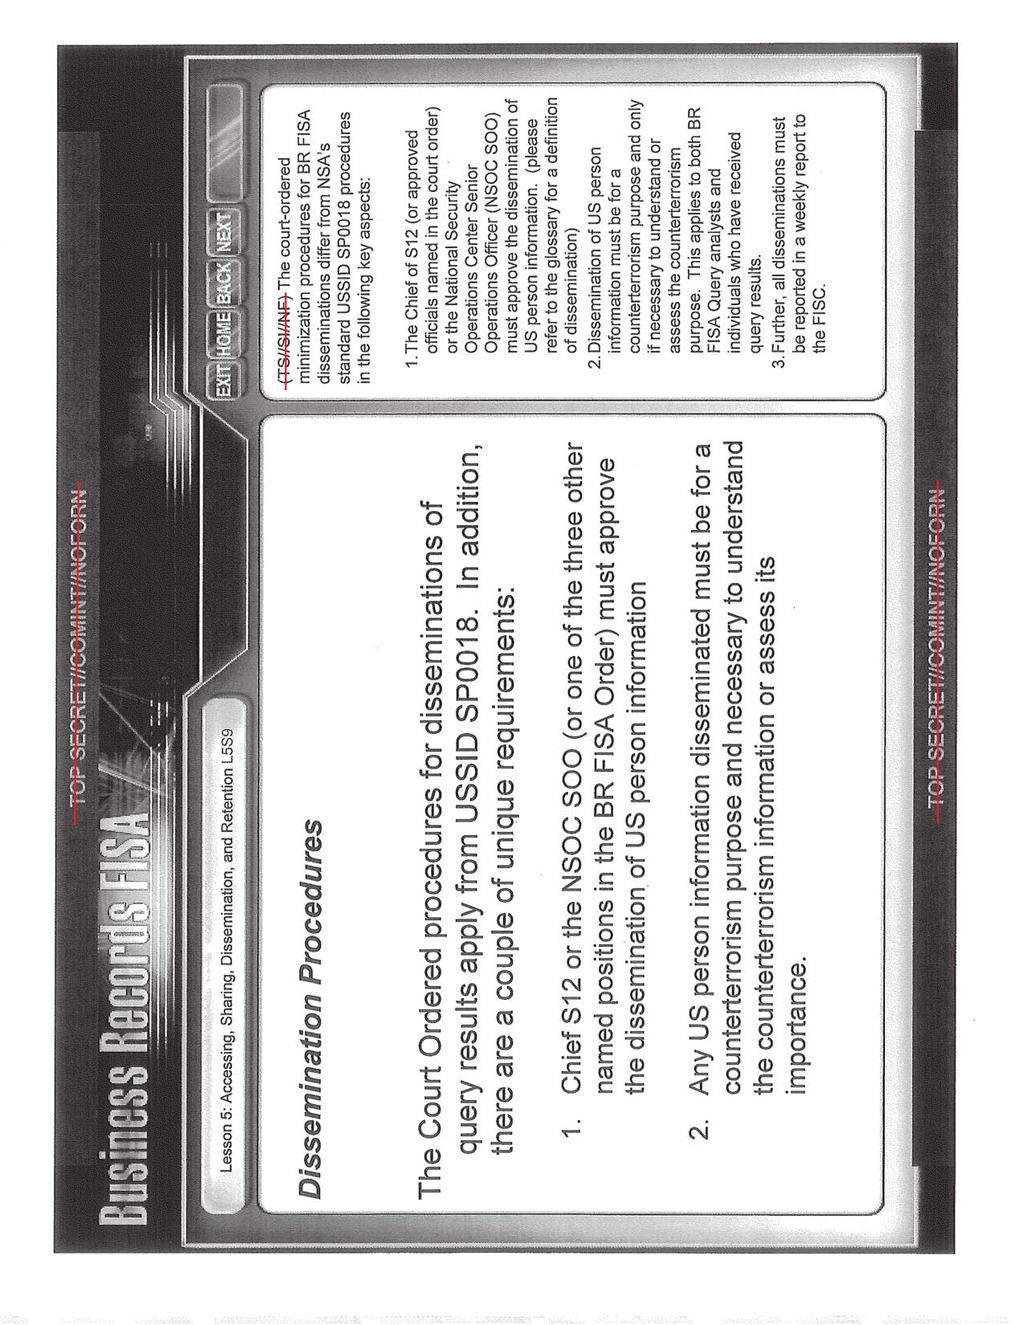 TOP SECRET//COMINT//NOFORN
Business Records FISA
EXIT HOME BACK NEXT
Lesson 5: Accessing, Sharing, Dissemination, and Retention L5S9
Dissemination Procedures
The Court Ordered procedures for disseminations of
query results apply from USSID SP0018. In addition,
there are a couple of unique requirements:
1. Chief S12 or the NSOC SOO (or one of the three other
named positions in the BR FISA Order) must approve
the dissemination of US person information
2. Any US person information disseminated must be for a
counterterrorism purpose and necessary to understand
the counterterrorism information or assess its
importance.
(TS//SI//NF) The court-ordered
minimization procedures for BR FISA
disseminations differ from NSA's
standard USSID SP0018 procedures
in the following key aspects:
1. The Chief of S12 (or approved
officials named in the court order)
or the National Security
Operations Center Senior
Operations Officer (NSOC SOO)
must approve the dissemination of
US person information. (please
refer to the glossary for a definition
of dissemination)
2. Dissemination of US person
information must be for a
counterterrorism purpose and only
if necessary to understand or
assess the counterterrorism
purpose. This applies to both BR
FISA Query analysts and
individuals who have received
query results.
3. Further, all disseminations must
be reported in a weekly report to
the FISC.
TOP SECRET//COMINT//NOFORN